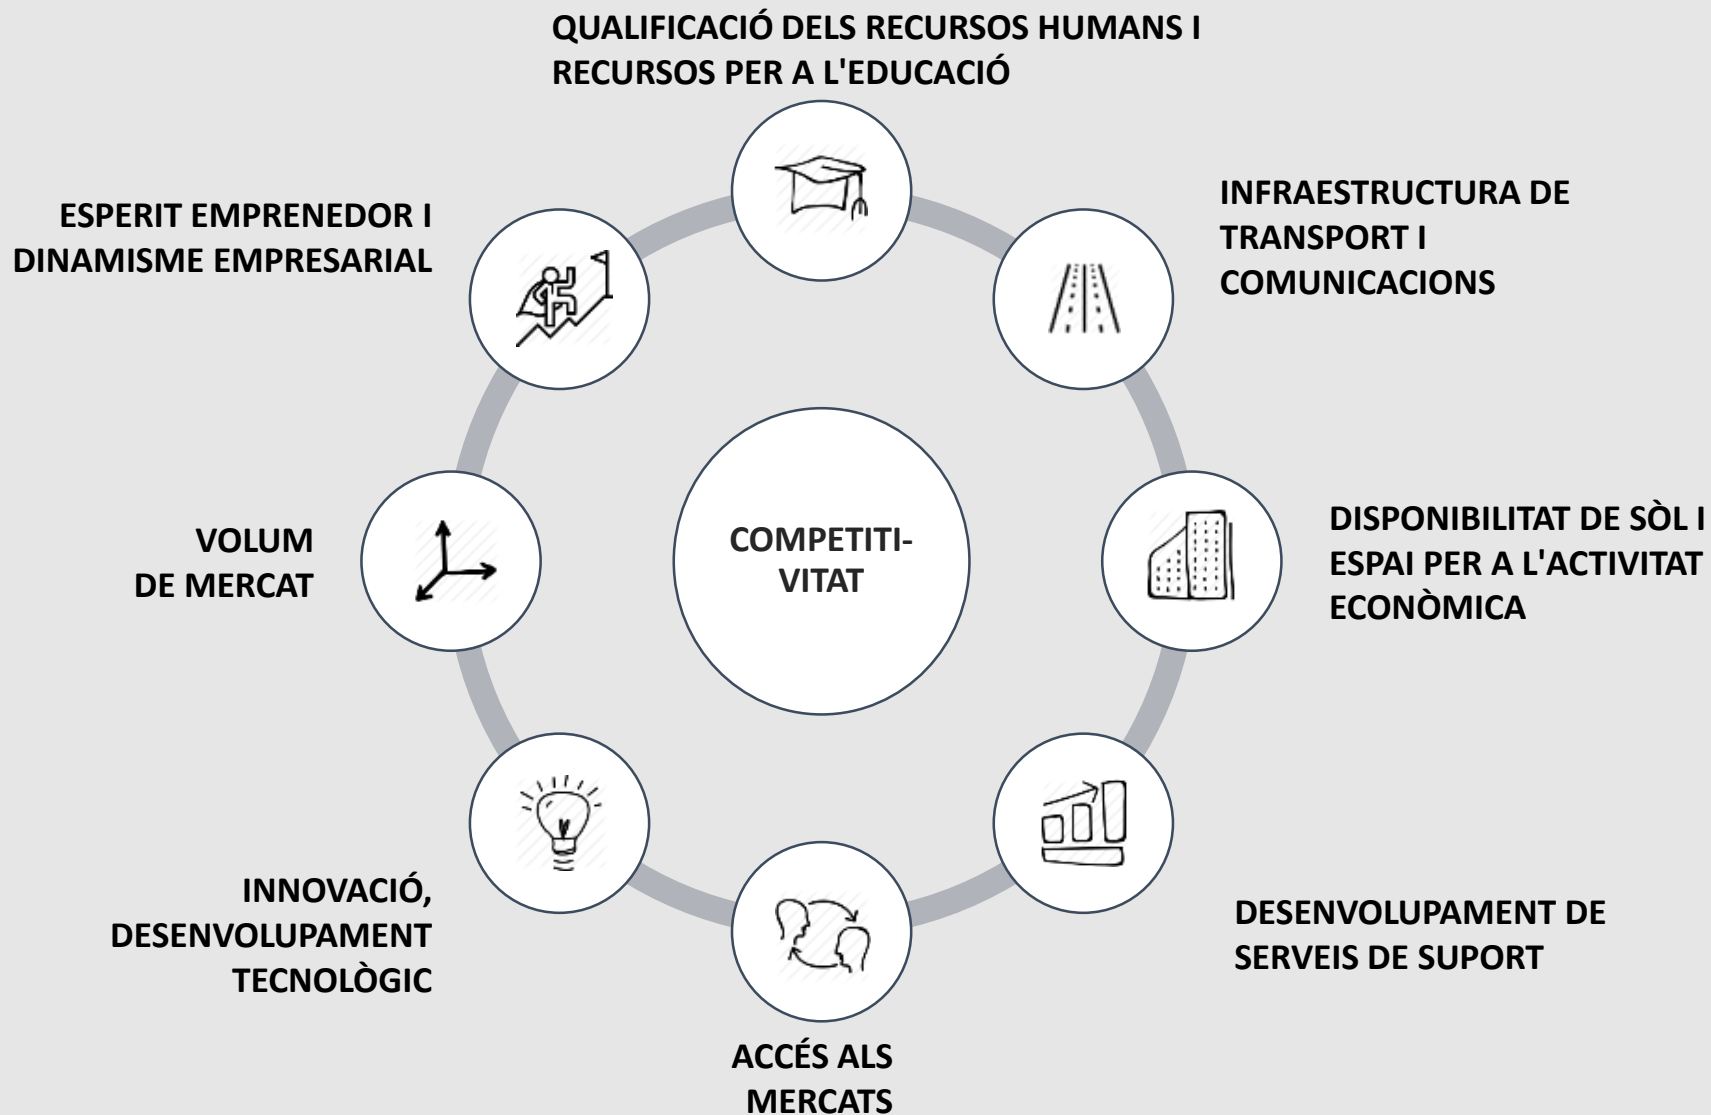 QUALIFICACIÓ DELS RECURSOS HUMANS I
RECURSOS PER A L'EDUCACIÓ
INFRAESTRUCTURA DE
TRANSPORT I
COMUNICACIONS
ESPERIT EMPRENEDOR I
DINAMISME EMPRESARIAL
VOLUM
DE MERCAT
COMPETITI-
VITAT
DISPONIBILITAT DE SÒL I
ESPAI PER A L'ACTIVITAT
ECONÒMICA
INNOVACIÓ,
DESENVOLUPAMENT
TECNOLÒGIC
DESENVOLUPAMENT DE
SERVEIS DE SUPORT
ACCÉS ALS
MERCATS